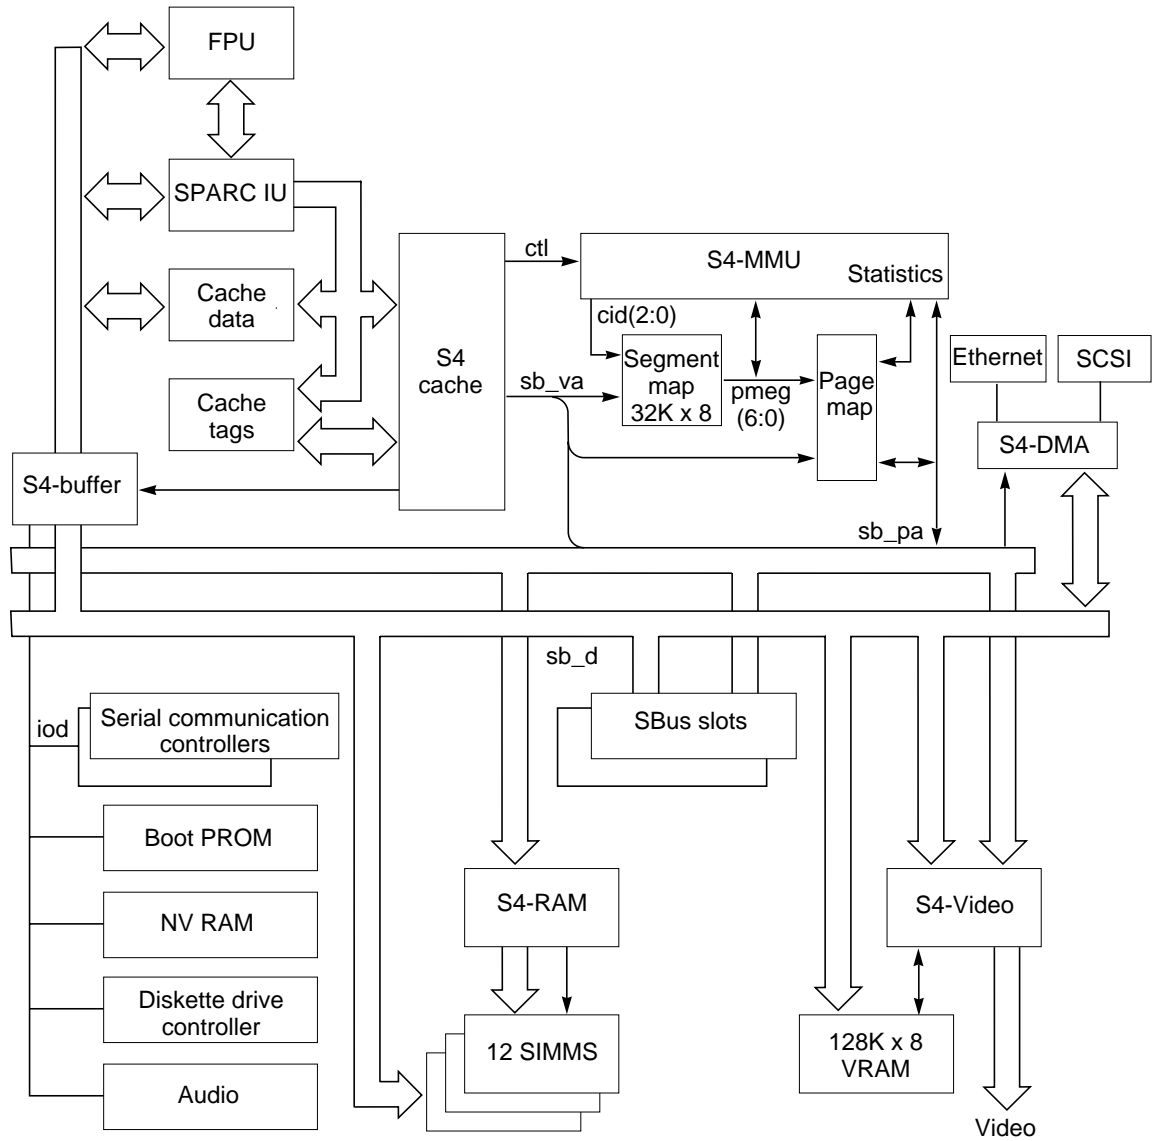 FPU
SPARC IU
Cache
data
Cache
tags
S4
cache
ctl
S4-MMU
Statistics
cid(2:0)
Segment
map
32K x 8
sb_va
pmeg
(6:0)
Page
map
Ethernet
SCSI
S4-DMA
S4-buffer
sb_pa
sb_d
iod
Serial communication
controllers
SBus slots
Boot PROM
NV RAM
Diskette drive
controller
Audio
S4-RAM
12 SIMMS
S4-Video
128K x 8
VRAM
Video